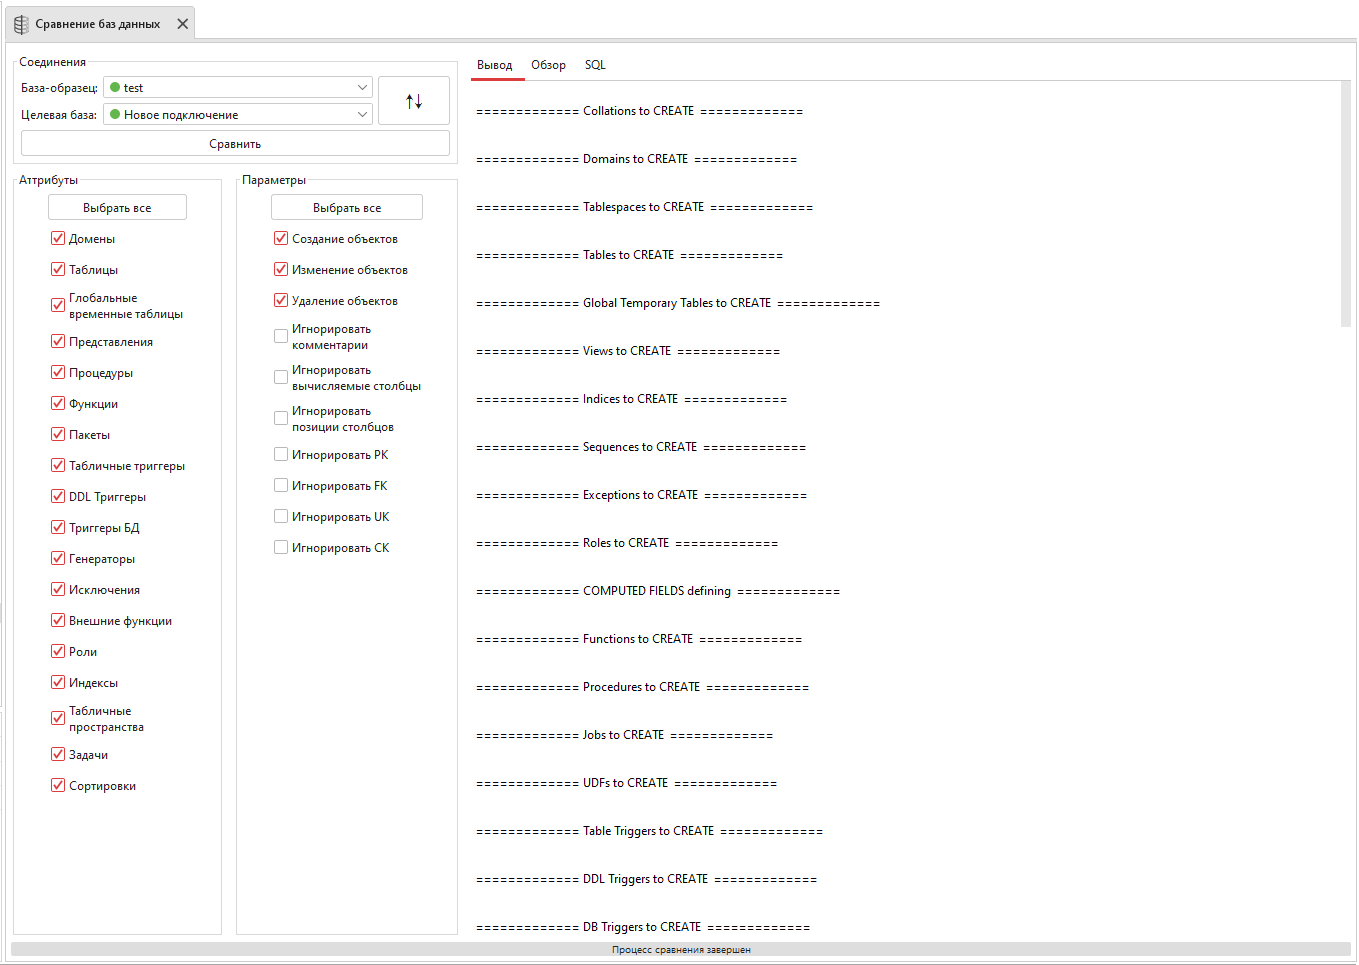 Сравнение баз данных
Соединения
База-образец: test
Целевая база: Новое подключение
Сравнить
Аттрибуты
Выбрать все
Домены
Таблицы
Глобальные
временные таблицы
Представления
Процедуры
Функции
Пакеты
Табличные триггеры
DDL Триггеры
Триггеры БД
Генераторы
Исключения
Внешние функции
Роли
Индексы
Табличные
пространства
Задачи
Сортировки
Параметры
Выбрать все
Создание объектов
Изменение объектов
Удаление объектов
Игнорировать
комментарии
Игнорировать
вычисляемые столбцы
Игнорировать
позиции столбцов
Игнорировать PK
Игнорировать FK
Игнорировать UK
Игнорировать CK
Вывод Обзор SQL
============= Collations to CREATE =============
============= Domains to CREATE =============
============= Tablespaces to CREATE =============
============= Tables to CREATE =============
============= Global Temporary Tables to CREATE =============
============= Views to CREATE =============
============= Indices to CREATE =============
============= Sequences to CREATE =============
============= Exceptions to CREATE =============
============= Roles to CREATE =============
============= COMPUTED FIELDS defining =============
============= Functions to CREATE =============
============= Procedures to CREATE =============
============= Jobs to CREATE =============
============= UDFs to CREATE =============
============= Table Triggers to CREATE =============
============= DDL Triggers to CREATE =============
============= DB Triggers to CREATE =============
Процесс сравнения завершен